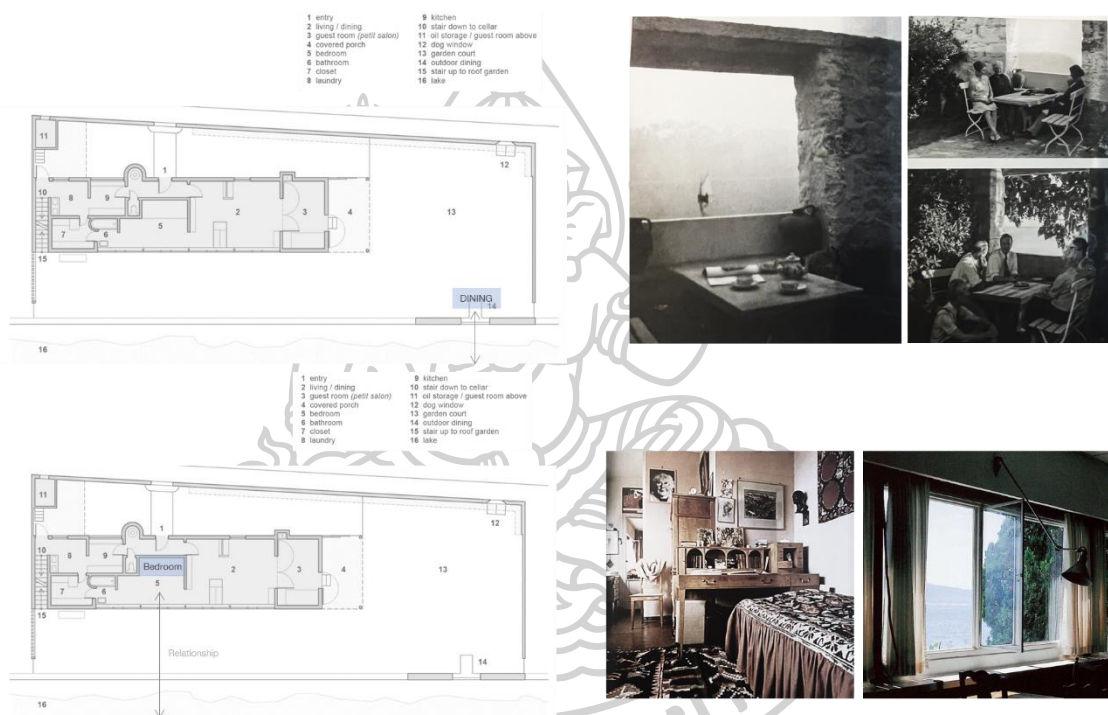 1 entry
2 living / dining
3 guest room (petit salon)
4 covered porch
5 bedroom
6 bathroom
7 closet
8 laundry
9 kitchen
10 stair down to cellar
11 oil storage / guest room above
12 dog window
13 garden court
14 outdoor dining
15 stair up to roof garden
16 lake
11
12
1
10
8
9
2
3
4
13
5
7
6
15
DINING
14
16
1 entry
2 living / dining
3 guest room (petit salon)
4 covered porch
5 bedroom
6 bathroom
7 closet
8 laundry
9 kitchen
10 stair down to cellar
11 oil storage / guest room above
12 dog window
13 garden court
14 outdoor dining
15 stair up to roof garden
16 lake
11
12
1
10
8
9
Bedroom
2
3
4
13
5
7
6
15
Relationship
14
16